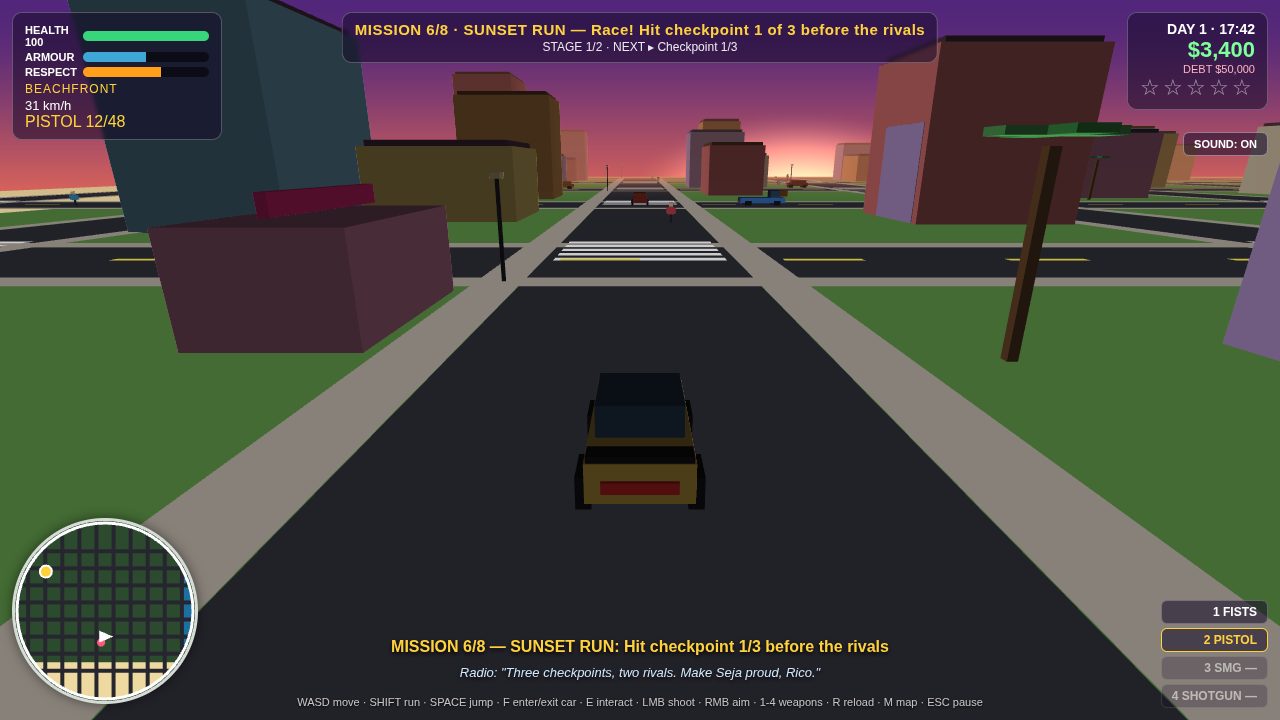 HEALTH
100
ARMOUR
RESPECT
BEACHFRONT
31 km/h
PISTOL 12/48
MISSION 6/8 · SUNSET RUN — Race! Hit checkpoint 1 of 3 before the rivals
STAGE 1/2 · NEXT ▸ Checkpoint 1/3
DAY 1 · 17:42
$3,400
DEBT $50,000
☆☆☆☆☆
SOUND: ON
1 FISTS
2 PISTOL
3 SMG —
4 SHOTGUN —
MISSION 6/8 — SUNSET RUN: Hit checkpoint 1/3 before the rivals
Radio: "Three checkpoints, two rivals. Make Seja proud, Rico."
WASD move · SHIFT run · SPACE jump · F enter/exit car · E interact · LMB shoot · RMB aim · 1-4 weapons · R reload · M map · ESC pause